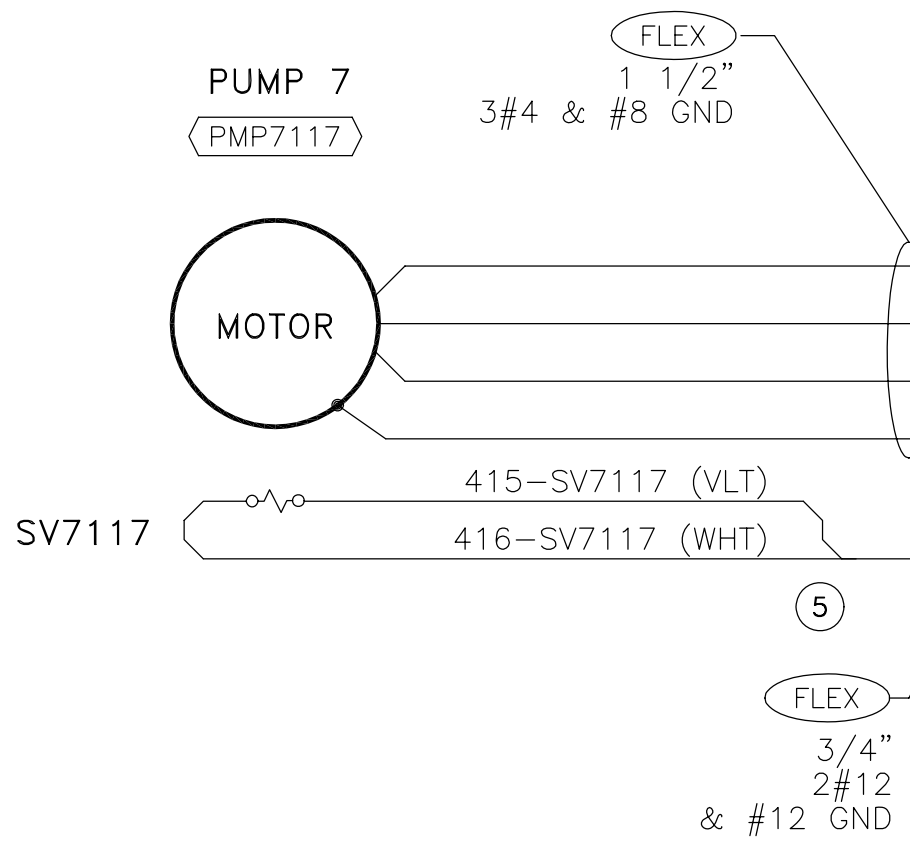 FLEX
1 1/2"
3#4 & #8 GND
PUMP 7
PMP7117
MOTOR
415-SV7117 (VLT)
SV7117
416-SV7117 (WHT)
5
FLEX
3/4"
2#12
& #12 GND